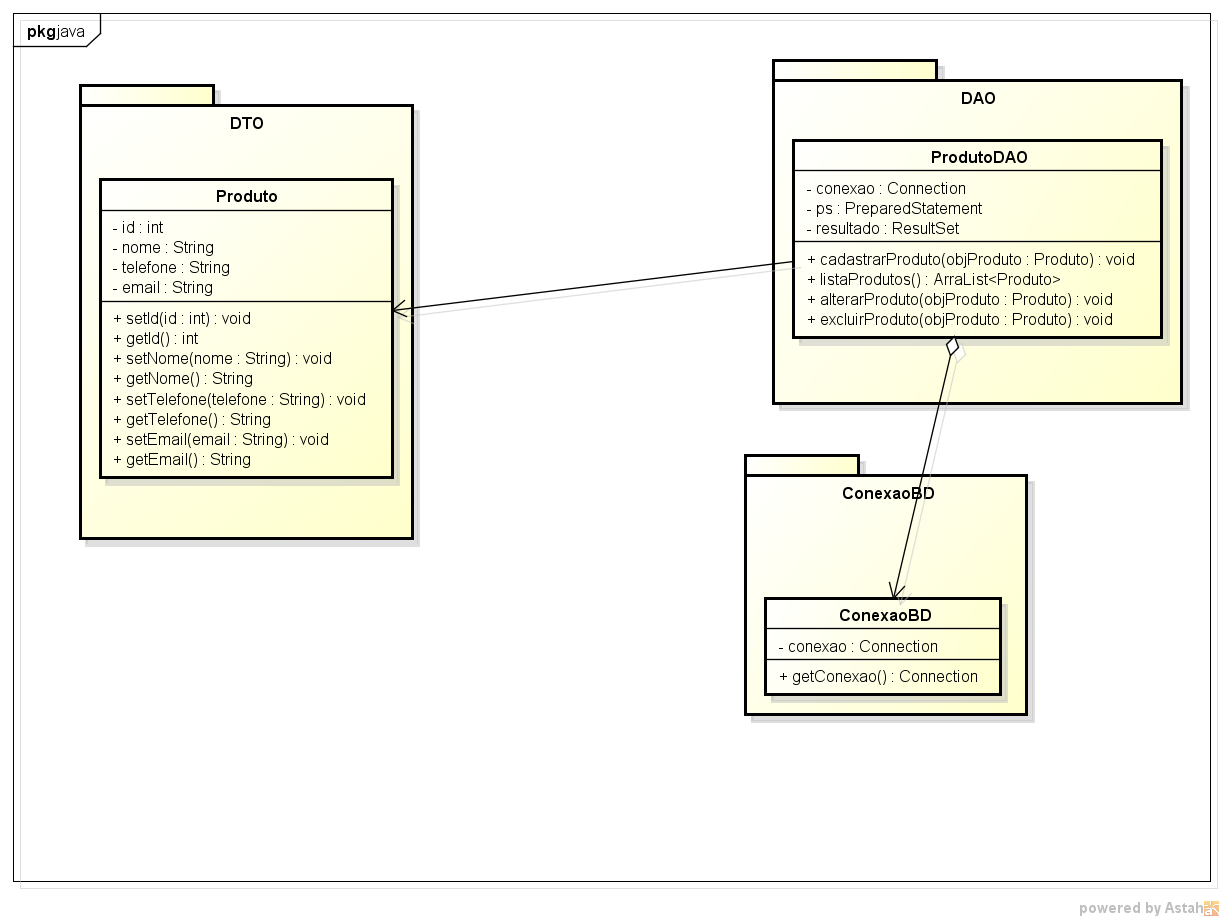 pkg java
DTO
Produto
- id : int
- nome : String
- telefone : String
- email : String
+ setId(id : int) : void
+ getId() : int
+ setNome(nome : String) : void
+ getNome() : String
+ setTelefone(telefone : String) : void
+ getTelefone() : String
+ setEmail(email : String) : void
+ getEmail() : String
DAO
ProdutoDAO
- conexao : Connection
- ps : PreparedStatement
- resultado : ResultSet
+ cadastrarProduto(objProduto : Produto) : void
+ listaProdutos() : ArraList<Produto>
+ alterarProduto(objProduto : Produto) : void
+ excluirProduto(objProduto : Produto) : void
ConexaoBD
ConexaoBD
- conexao : Connection
+ getConexao() : Connection
powered by Astah